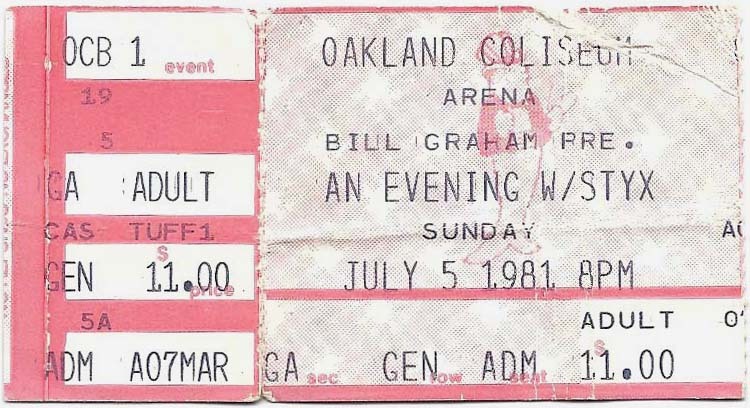 OCB 1 event
19
5
GA ADULT
CAS TUFF1
$
GEN 11.00 price
5A
ADM A07MAR
OAKLAND COLISEUM
ARENA
BILL GRAHAM PRE.
AN EVENING W/STYX
SUNDAY
JULY 5 1981 8PM
ADULT
$
GA sec GEN row ADM seat 11.00